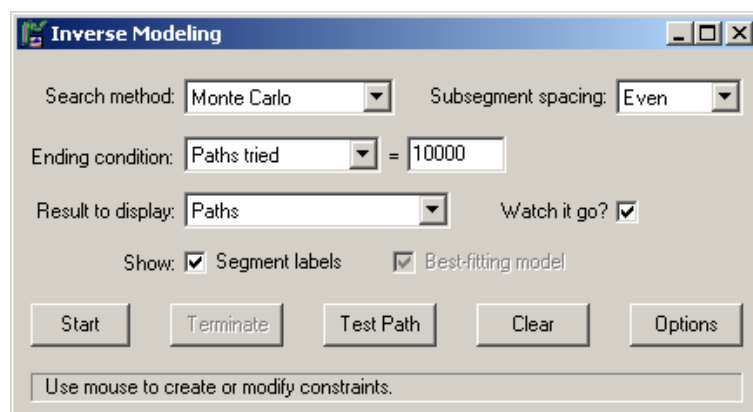 Inverse Modeling
Search method: Monte Carlo Subsegment spacing: Even
Ending condition: Paths tried = 10000
Result to display: Paths Watch it go?
Show: Segment labels Best-fitting model
Start Terminate Test Path Clear Options
Use mouse to create or modify constraints.